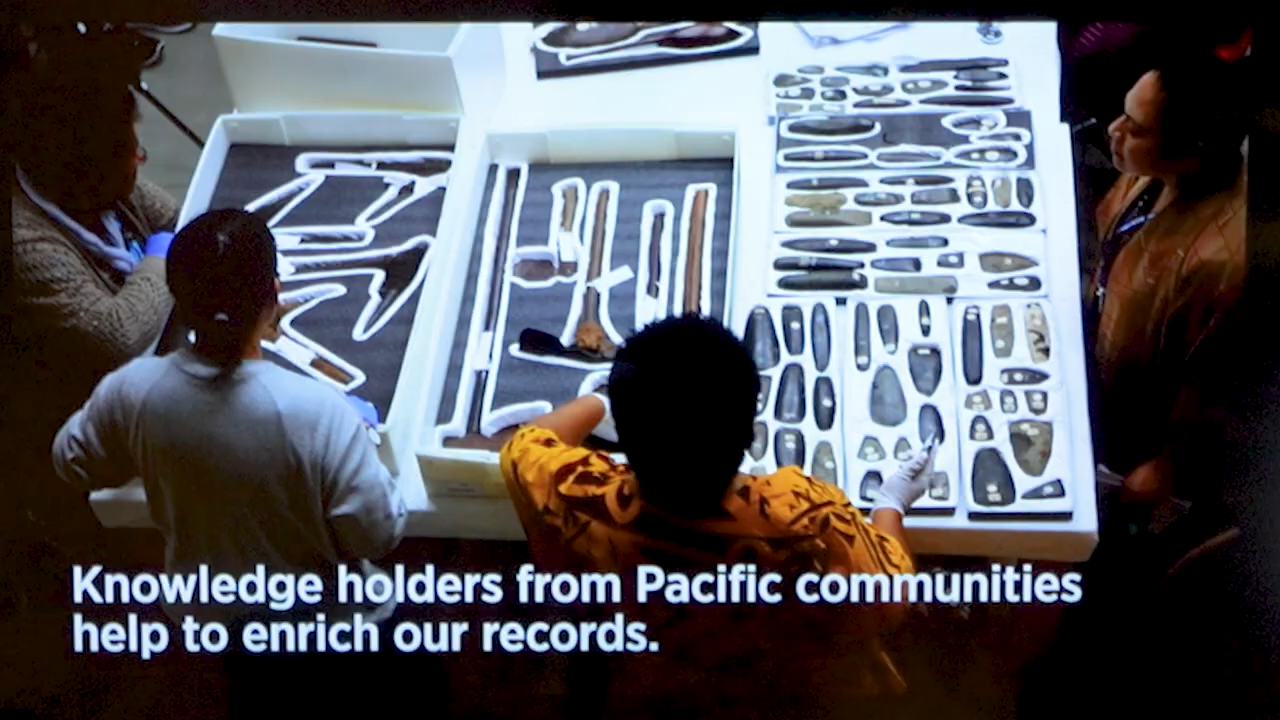 Knowledge holders from Pacific communities
help to enrich our records.